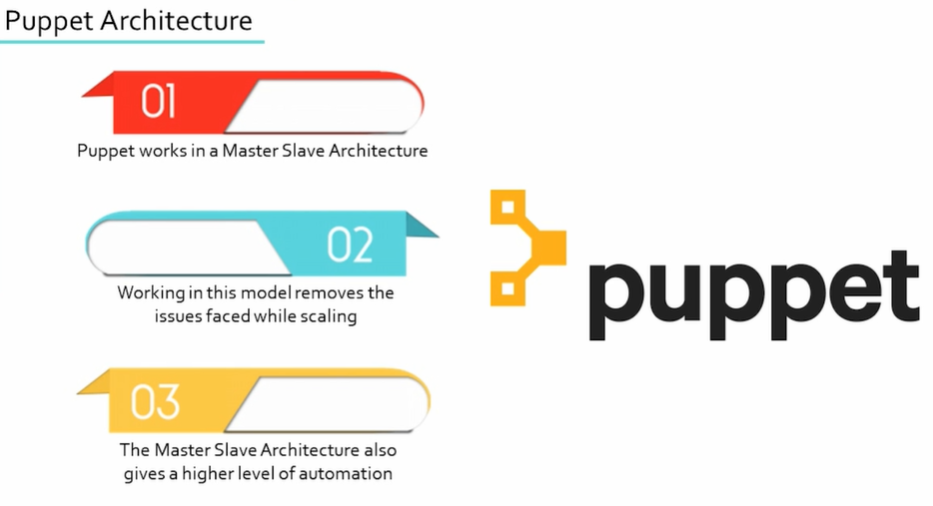 Puppet Architecture
01
Puppet works in a Master Slave Architecture
02
Working in this model removes the
issues faced while scaling
puppet
03
The Master Slave Architecture also
gives a higher level of automation